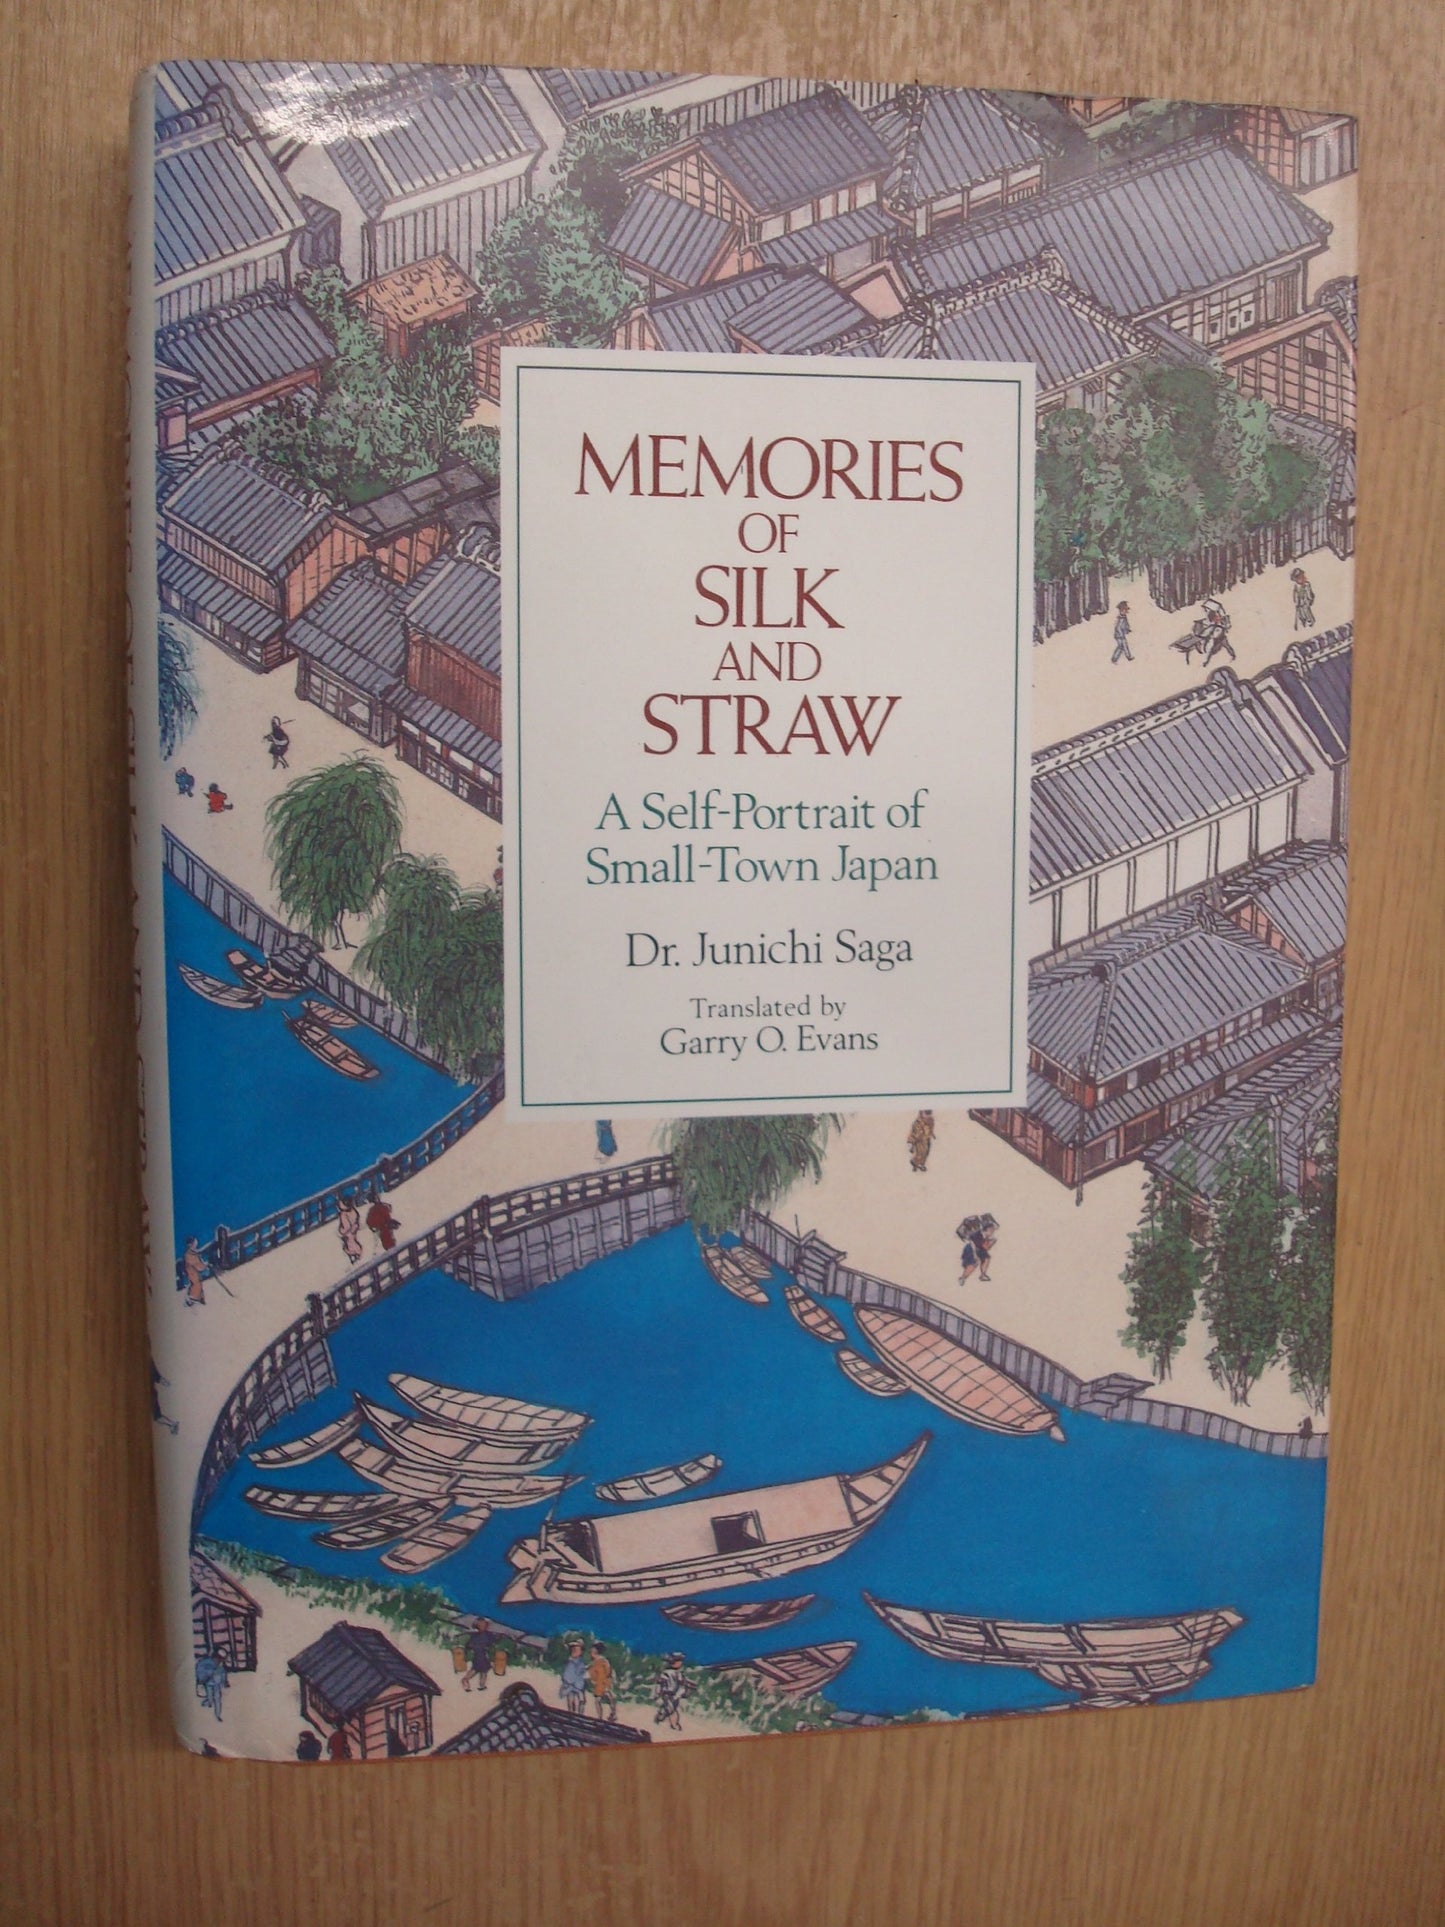 MEMORIES
OF
SILK
AND
STRAW
A Self-Portrait of
Small-Town Japan
Dr. Junichi Saga
Translated by
Garry O. Evans